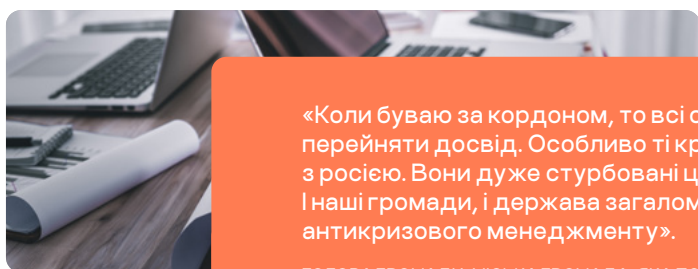 «Коли буваю за кордоном, то всі
перейняти досвід. Особливо ті
з росією. Вони дуже стурбовані
І наші громади, і держава загалом
антикризового менеджменту».